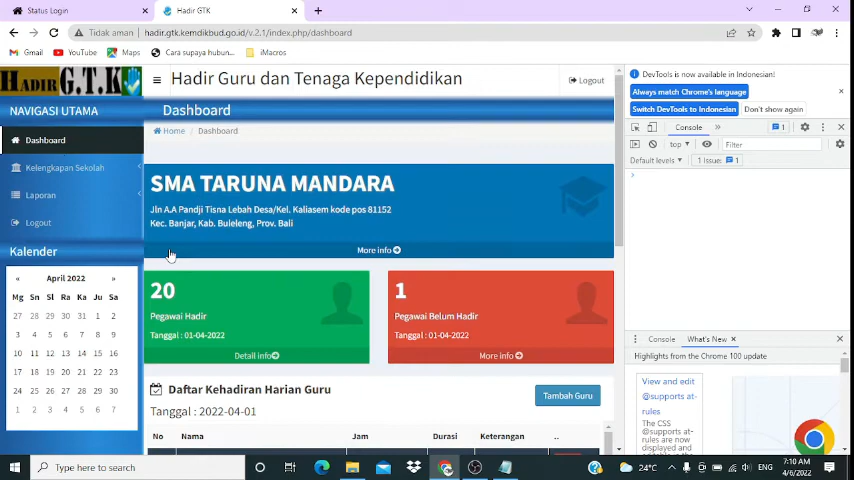 Status Login
Hadir GTK
Tidak aman
hadir.gtk.kemdikbud.go.id/v.2.1/index.php/dashboard
Gmail
YouTube
Maps
Cara supaya hubun...
iMacros
HADIR G.T.K
Hadir Guru dan Tenaga Kependidikan
Logout
NAVIGASI UTAMA
Dashboard
Kelengkapan Sekolah
Laporan
Logout
Kalender
« April 2022 »
Mg Sn Sl Ra Ka Ju Sa
27 28 29 30 31 1 2
3 4 5 6 7 8 9
10 11 12 13 14 15 16
17 18 19 20 21 22 23
24 25 26 27 28 29 30
1 2 3 4 5 6 7
Dashboard
Home / Dashboard
SMA TARUNA MANDARA
Jln A.A Pandji Tisna Lebah Desa/Kel. Kaliasem kode pos 81152
Kec. Banjar, Kab. Buleleng, Prov. Bali
More info
20
Pegawai Hadir
Tanggal : 01-04-2022
Detail info
1
Pegawai Belum Hadir
Tanggal : 01-04-2022
More info
Daftar Kehadiran Harian Guru
Tanggal : 2022-04-01
Tambah Guru
No Nama Jam Durasi Keterangan ..
DevTools is now available in Indonesian!
Always match Chrome's language
Switch DevTools to Indonesian
Don't show again
Console
1
top
Filter
Default levels
1 Issue: 1
Console
What's New
Highlights from the Chrome 100 update
View and edit
@supports at-
rules
The CSS
@supports at-
rules are now
displayed and
Type here to search
24°C
ENG
7:10 AM
4/6/2022